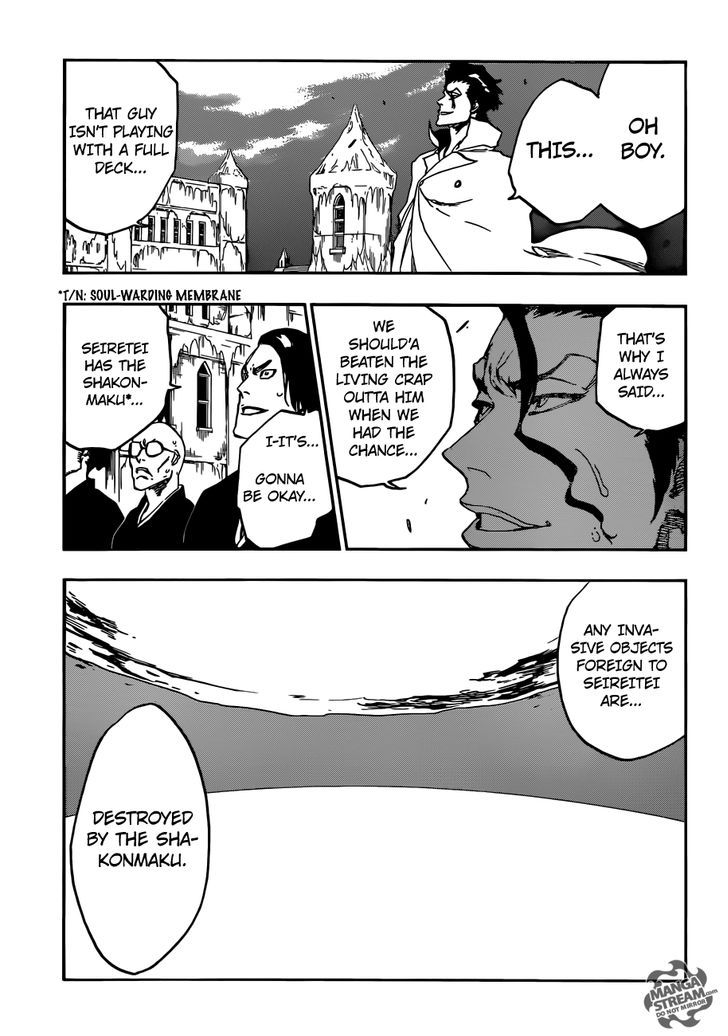 OH
BOY.
THIS...
THAT GUY
ISN'T PLAYING
WITH A FULL
DECK...
*T/N: SOUL-WARDING MEMBRANE
THAT'S
WHY I
ALWAYS
SAID...
WE
SHOULD'A
BEATEN THE
LIVING CRAP
OUTTA HIM
WHEN WE
HAD THE
CHANCE...
I-IT'S...
GONNA
BE OKAY...
SEIRETEI
HAS THE
SHAKON-
MAKU*...
ANY INVA-
SIVE OBJECTS
FOREIGN TO
SEIREITEI
ARE...
DESTROYED
BY THE SHA-
KONMAKU.
MANGA
STREAM.com
DO NOT MIRROR